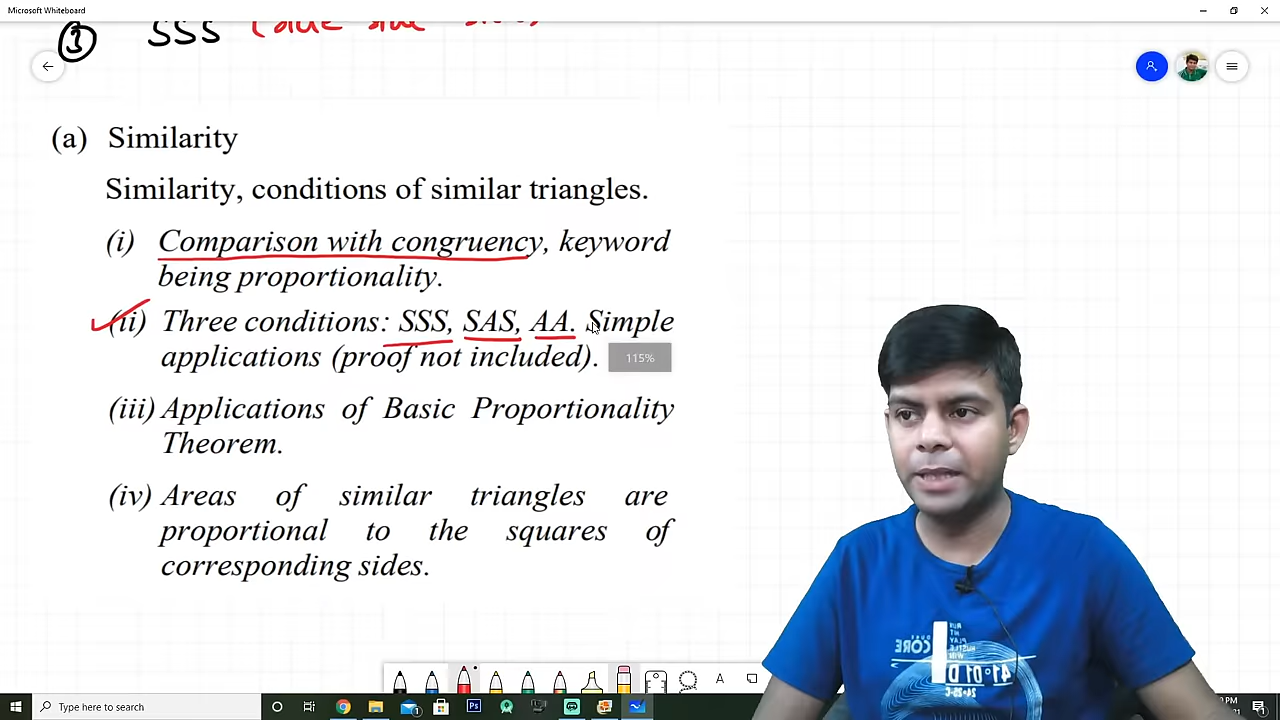 Microsoft Whiteboard
③ SSS
(a) Similarity
Similarity, conditions of similar triangles.
(i) Comparison with congruency, keyword
being proportionality.
(ii) Three conditions: SSS, SAS, AA. Simple
applications (proof not included).
115%
(iii) Applications of Basic Proportionality
Theorem.
(iv) Areas of similar triangles are
proportional to the squares of
corresponding sides.
CORE
Type here to search